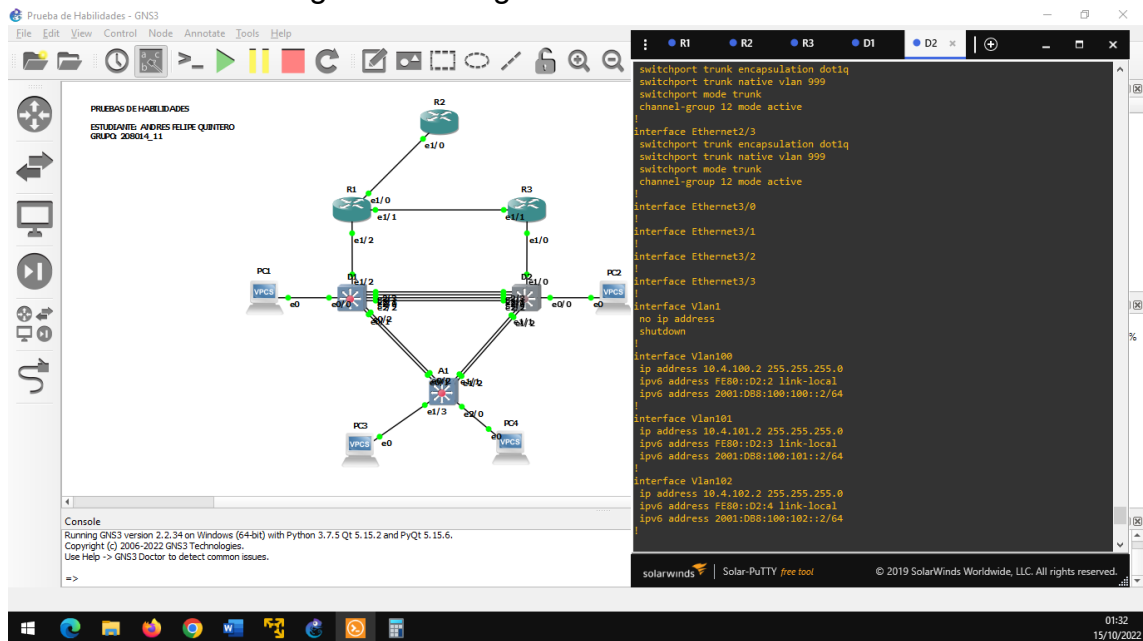 Prueba de Habilidades - GNS3
File Edit View Control Node Annotate Tools Help
PRUEBAS DE HABILIDADES
ESTUDIANTE: ANDRES FELIPE QUINTERO
GRUPO: 208014_11
R2
e1/0
R1
e1/0
e1/1
R3
e1/1
e1/2
e1/0
PC1
D1
e1/2
D2
e1/0
PC2
VPCS
e0
e0/0
e0/0
e0
VPCS
A1
e1/3
e2/0
PC3
PC4
VPCS
e0
e0
VPCS
Console
Running GNS3 version 2.2.34 on Windows (64-bit) with Python 3.7.5 Qt 5.15.2 and PyQt 5.15.6.
Copyright (c) 2006-2022 GNS3 Technologies.
Use Help -> GNS3 Doctor to detect common issues.
=>
R1 R2 R3 D1 D2
switchport trunk encapsulation dot1q
switchport trunk native vlan 999
switchport mode trunk
channel-group 12 mode active
!
interface Ethernet2/3
switchport trunk encapsulation dot1q
switchport trunk native vlan 999
switchport mode trunk
channel-group 12 mode active
!
interface Ethernet3/0
!
interface Ethernet3/1
!
interface Ethernet3/2
!
interface Ethernet3/3
!
interface Vlan1
no ip address
shutdown
!
interface Vlan100
ip address 10.4.100.2 255.255.255.0
ipv6 address FE80::D2:2 link-local
ipv6 address 2001:DB8:100:100::2/64
!
interface Vlan101
ip address 10.4.101.2 255.255.255.0
ipv6 address FE80::D2:3 link-local
ipv6 address 2001:DB8:100:101::2/64
!
interface Vlan102
ip address 10.4.102.2 255.255.255.0
ipv6 address FE80::D2:4 link-local
ipv6 address 2001:DB8:100:102::2/64
!
solarwinds Solar-PuTTY free tool © 2019 SolarWinds Worldwide, LLC. All rights reserved.
%
01:32
15/10/2022